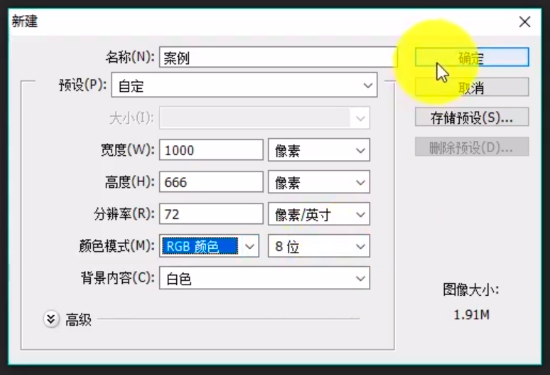 新建
名称(N): 案例
确定
预设(P): 自定
取消
大小(I):
存储预设(S)...
宽度(W): 1000 像素
删除预设(D)...
高度(H): 666 像素
分辨率(R): 72 像素/英寸
颜色模式(M): RGB 颜色 8 位
背景内容(C): 白色
图像大小:
1.91M
高级